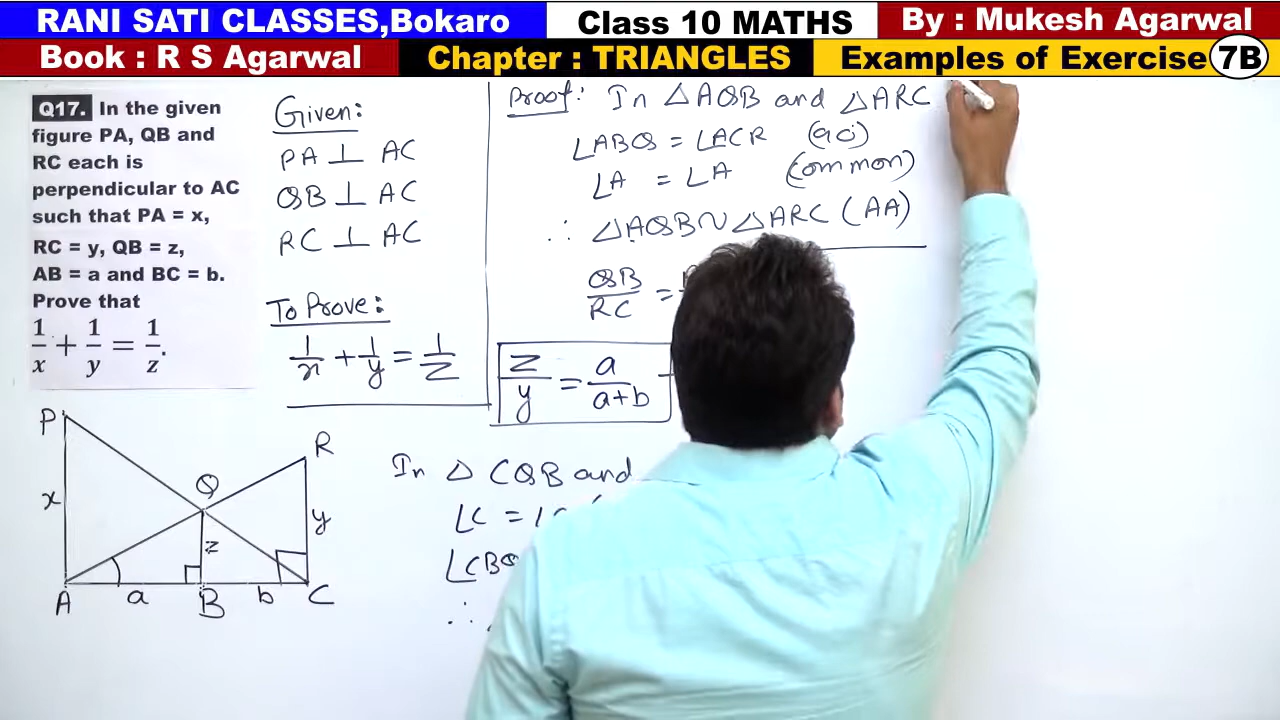 RANI SATI CLASSES,Bokaro
Class 10 MATHS
By : Mukesh Agarwal
Book : R S Agarwal
Chapter : TRIANGLES
Examples of Exercise 7B
Q17. In the given
figure PA, QB and
RC each is
perpendicular to AC
such that PA = x,
RC = y, QB = z,
AB = a and BC = b.
Prove that
1/x + 1/y = 1/z.
Given:
PA ⊥ AC
QB ⊥ AC
RC ⊥ AC
To Prove:
1/x + 1/y = 1/z
Proof: In △AQB and △ARC
∠ABQ = ∠ACR (90)
∠A = ∠A (Common)
∴ △AQB ~ △ARC (AA)
QB/RC =
z/y = a/(a+b)
In △ CQB and
∠C = ∠C
∠CBQ
∴
P
R
Q
x
y
z
A
a
B
b
C